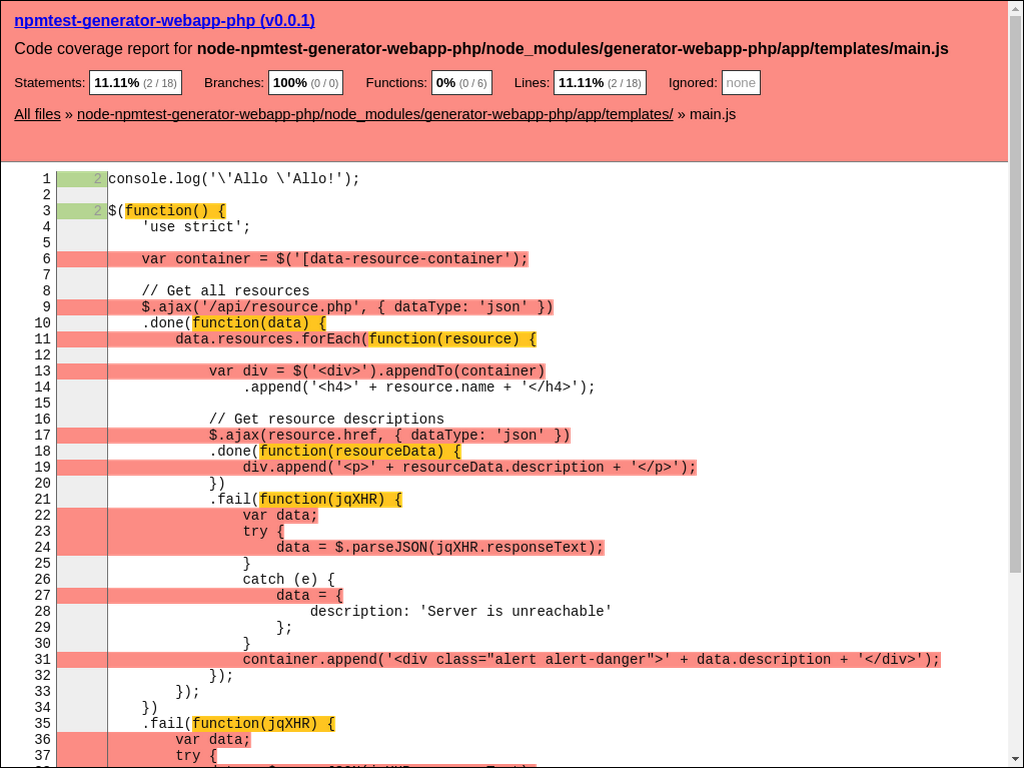 npmtest-generator-webapp-php (v0.0.1)
Code coverage report for node-npmtest-generator-webapp-php/node_modules/generator-webapp-php/app/templates/main.js
Statements: 11.11% (2 / 18) Branches: 100% (0 / 0) Functions: 0% (0 / 6) Lines: 11.11% (2 / 18) Ignored: none
All files » node-npmtest-generator-webapp-php/node_modules/generator-webapp-php/app/templates/ » main.js
1 2 console.log('\'Allo \'Allo!');
2
3 2 $(function() {
4 'use strict';
5
6 var container = $('[data-resource-container');
7
8 // Get all resources
9 $.ajax('/api/resource.php', { dataType: 'json' })
10 .done(function(data) {
11 data.resources.forEach(function(resource) {
12
13 var div = $('<div>').appendTo(container)
14 .append('<h4>' + resource.name + '</h4>');
15
16 // Get resource descriptions
17 $.ajax(resource.href, { dataType: 'json' })
18 .done(function(resourceData) {
19 div.append('<p>' + resourceData.description + '</p>');
20 })
21 .fail(function(jqXHR) {
22 var data;
23 try {
24 data = $.parseJSON(jqXHR.responseText);
25 }
26 catch (e) {
27 data = {
28 description: 'Server is unreachable'
29 };
30 }
31 container.append('<div class="alert alert-danger">' + data.description + '</div>');
32 });
33 });
34 })
35 .fail(function(jqXHR) {
36 var data;
37 try {